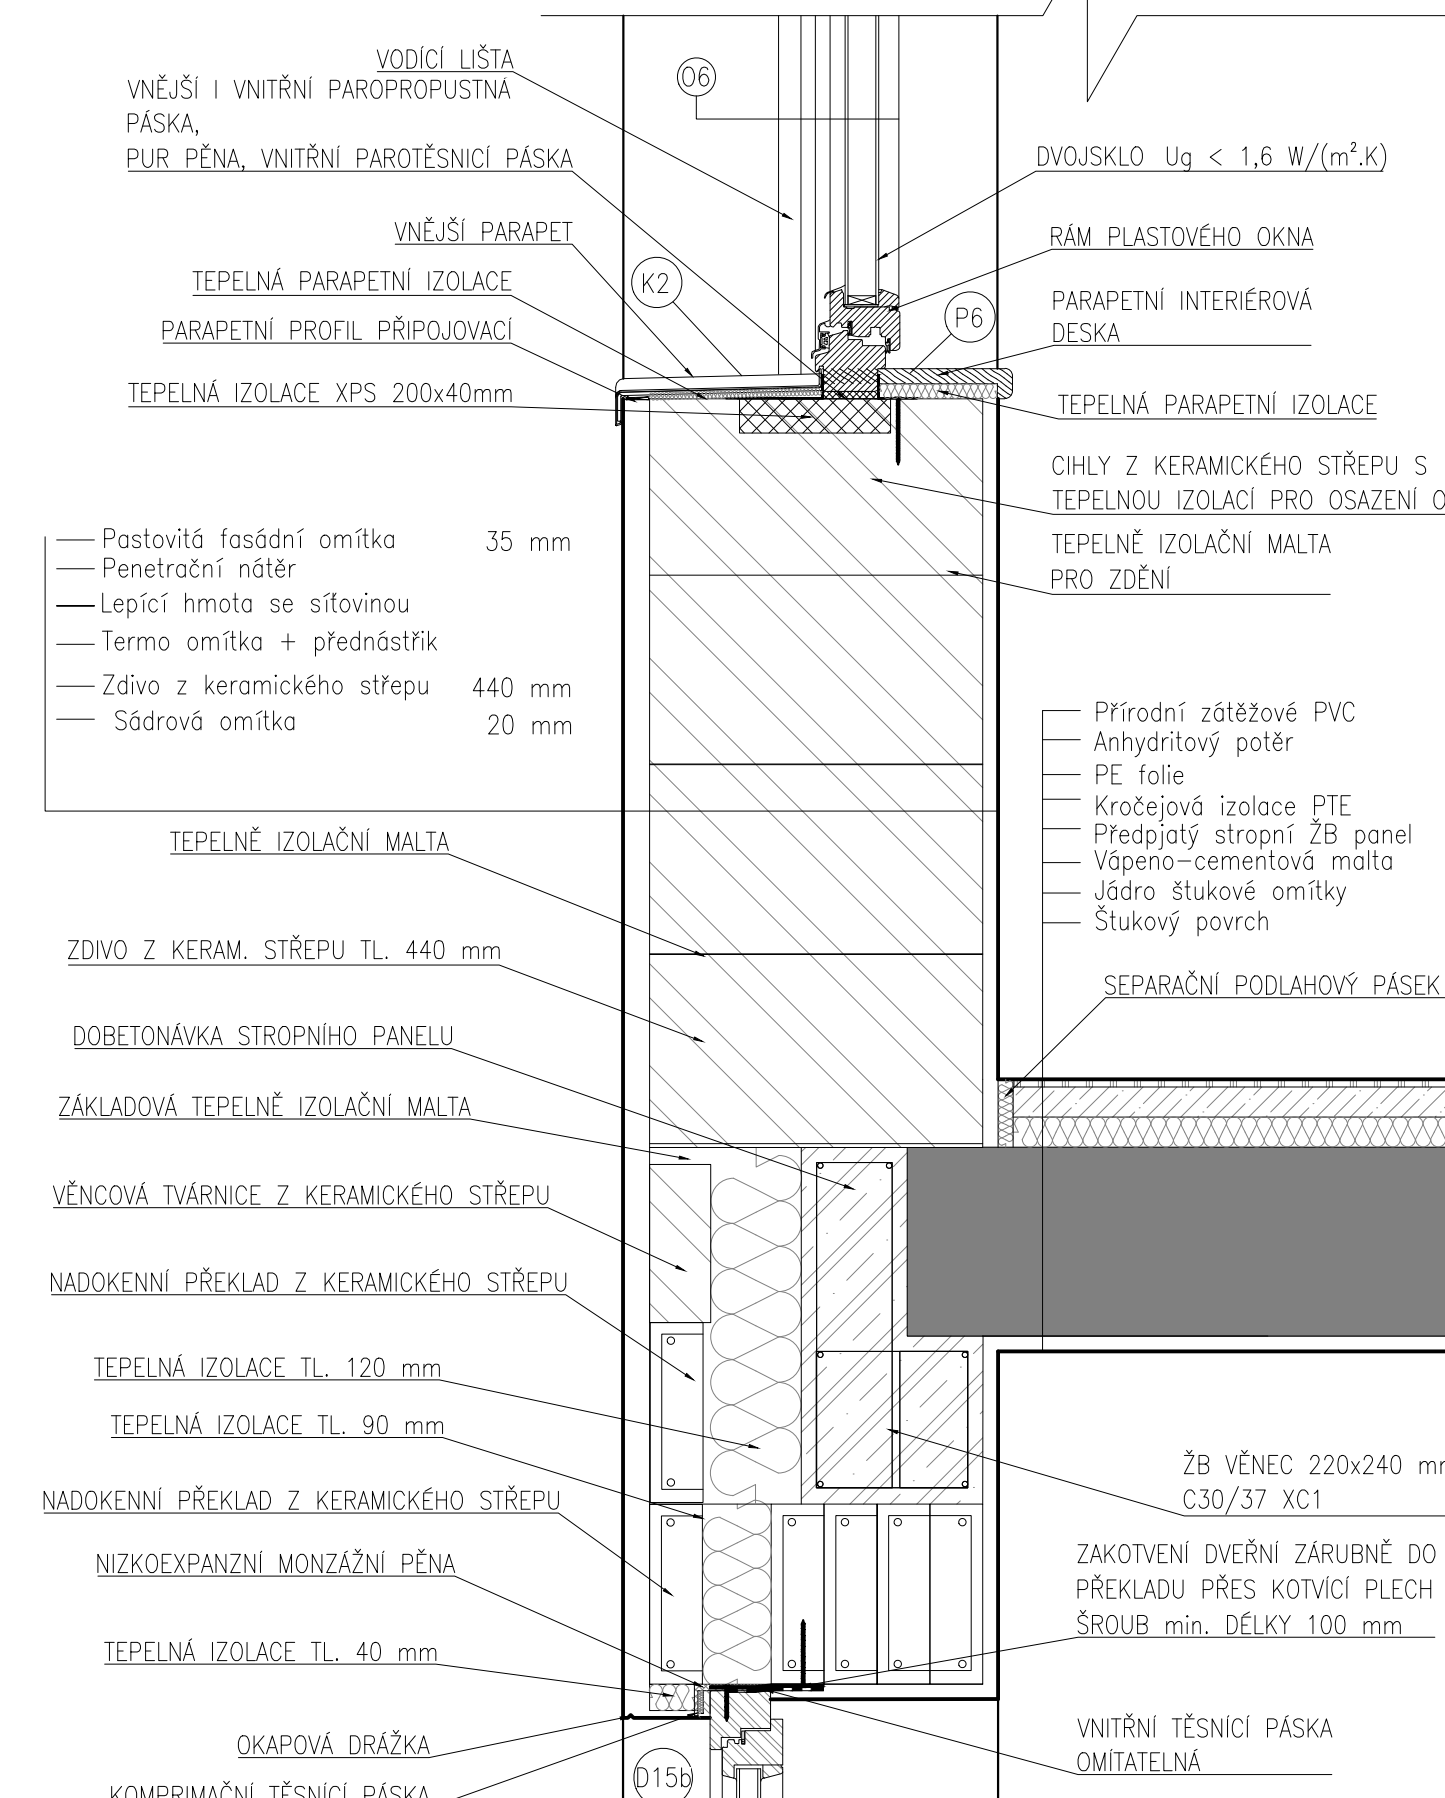 VODÍCÍ LIŠTA
VNĚJŠÍ I VNITŘNÍ PAROPROPUSTNÁ
PÁSKA,
PUR PĚNA, VNITŘNÍ PAROTĚSNICÍ PÁSKA
VNĚJŠÍ PARAPET
TEPELNÁ PARAPETNÍ IZOLACE
PARAPETNÍ PROFIL PŘIPOJOVACÍ
TEPELNÁ IZOLACE XPS 200x40mm
O6
K2
P6
DVOJSKLO Ug < 1,6 W/(m².K)
RÁM PLASTOVÉHO OKNA
PARAPETNÍ INTERIÉROVÁ
DESKA
TEPELNÁ PARAPETNÍ IZOLACE
CIHLY Z KERAMICKÉHO STŘEPU S
TEPELNOU IZOLACÍ PRO OSAZENÍ O
TEPELNĚ IZOLAČNÍ MALTA
PRO ZDĚNÍ
Pastovitá fasádní omítka 35 mm
Penetrační nátěr
Lepící hmota se síťovinou
Termo omítka + přednástřik
Zdivo z keramického střepu 440 mm
Sádrová omítka 20 mm
Přírodní zátěžové PVC
Anhydritový potěr
PE folie
Kročejová izolace PTE
Předpjatý stropní ŽB panel
Vápeno-cementová malta
Jádro štukové omítky
Štukový povrch
TEPELNĚ IZOLAČNÍ MALTA
ZDIVO Z KERAM. STŘEPU TL. 440 mm
DOBETONÁVKA STROPNÍHO PANELU
ZÁKLADOVÁ TEPELNĚ IZOLAČNÍ MALTA
VĚNCOVÁ TVÁRNICE Z KERAMICKÉHO STŘEPU
NADOKENNÍ PŘEKLAD Z KERAMICKÉHO STŘEPU
TEPELNÁ IZOLACE TL. 120 mm
TEPELNÁ IZOLACE TL. 90 mm
NADOKENNÍ PŘEKLAD Z KERAMICKÉHO STŘEPU
NIZKOEXPANZNÍ MONZÁŽNÍ PĚNA
TEPELNÁ IZOLACE TL. 40 mm
OKAPOVÁ DRÁŽKA
KOMPRIMAČNÍ TĚSNÍCÍ PÁSKA
D15b
SEPARAČNÍ PODLAHOVÝ PÁSEK
ŽB VĚNEC 220x240 mm
C30/37 XC1
ZAKOTVENÍ DVEŘNÍ ZÁRUBNĚ DO
PŘEKLADU PŘES KOTVÍCÍ PLECH
ŠROUB min. DÉLKY 100 mm
VNITŘNÍ TĚSNÍCÍ PÁSKA
OMÍTATELNÁ